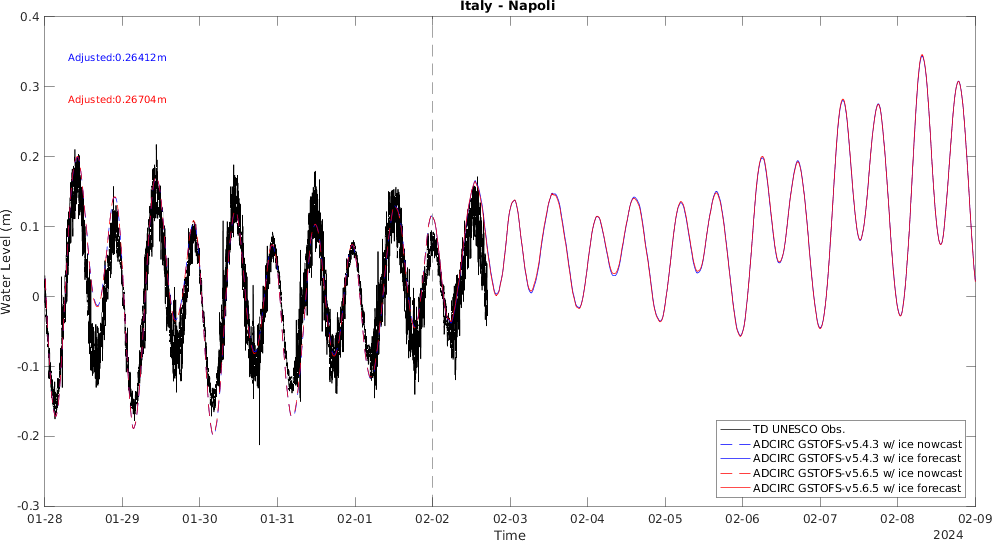 Italy - Napoli
0.4
0.3
0.2
0.1
0
-0.1
-0.2
-0.3
Water Level (m)
Adjusted:0.26412m
Adjusted:0.26704m
TD UNESCO Obs.
ADCIRC GSTOFS-v5.4.3 w/ ice nowcast
ADCIRC GSTOFS-v5.4.3 w/ ice forecast
ADCIRC GSTOFS-v5.6.5 w/ ice nowcast
ADCIRC GSTOFS-v5.6.5 w/ ice forecast
01-28 01-29 01-30 01-31 02-01 02-02 02-03 02-04 02-05 02-06 02-07 02-08 02-09
Time
2024